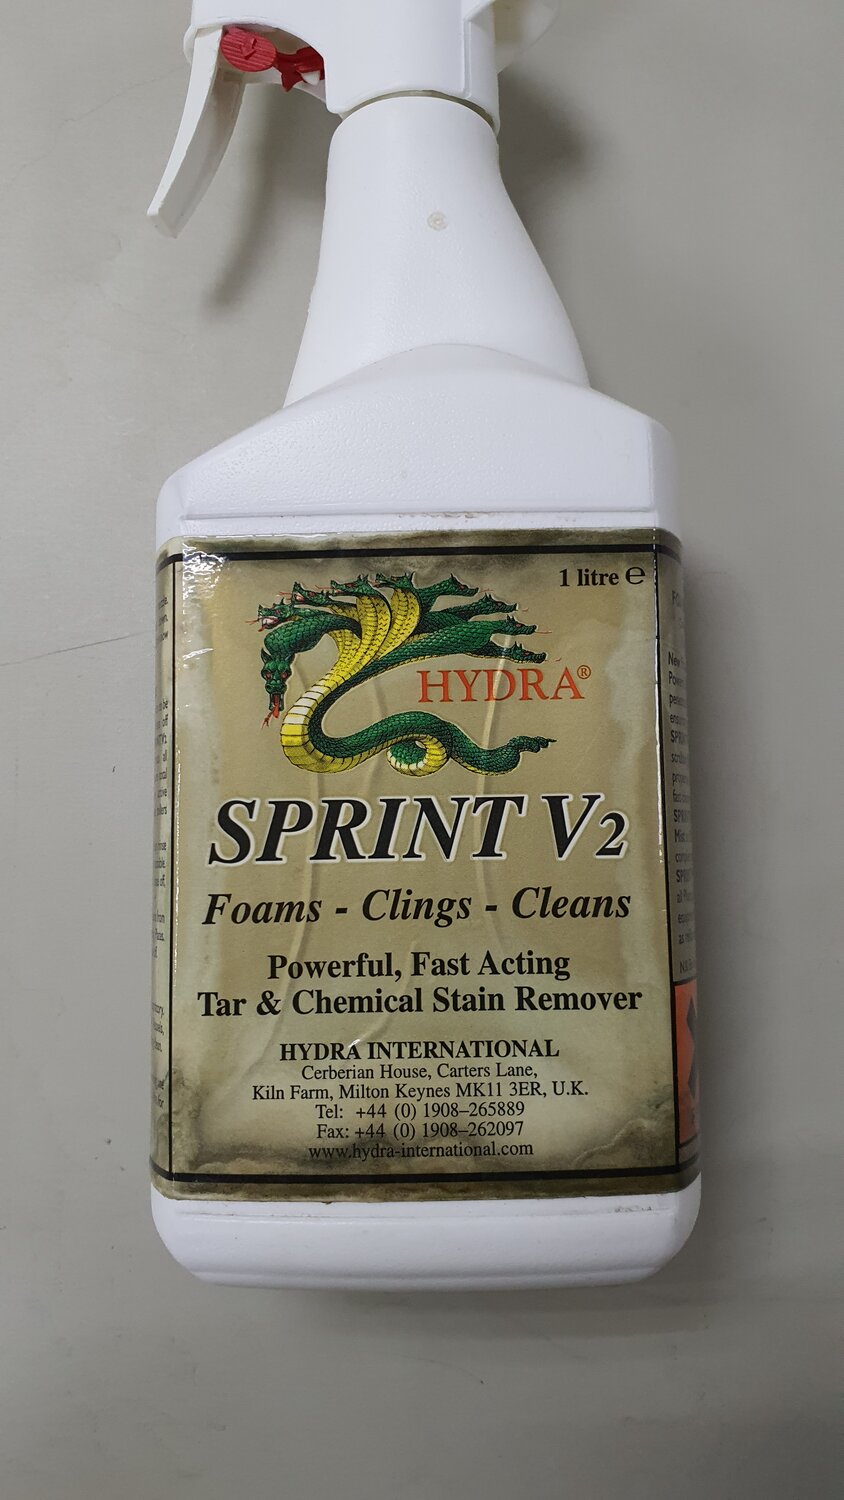 1 litre ℮
HYDRA®
SPRINT V2
Foams - Clings - Cleans
Powerful, Fast Acting
Tar & Chemical Stain Remover
HYDRA INTERNATIONAL
Cerberian House, Carters Lane,
Kiln Farm, Milton Keynes MK11 3ER, U.K.
Tel: +44 (0) 1908–265889
Fax: +44 (0) 1908–262097
www.hydra-international.com
New